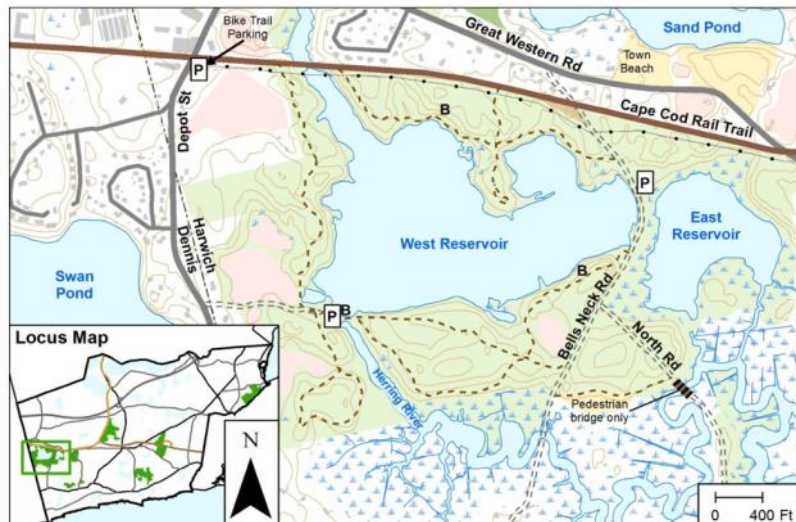 Bike Trail
Parking
P
Great Western Rd
Sand Pond
Town
Beach
Depot St
B
Cape Cod Rail Trail
P
Harwich
Dennis
West Reservoir
East
Reservoir
Swan
Pond
B
P
B
Bells Neck Rd
North Rd
Herring
River
Pedestrian
bridge only
Locus Map
N
0 400 Ft